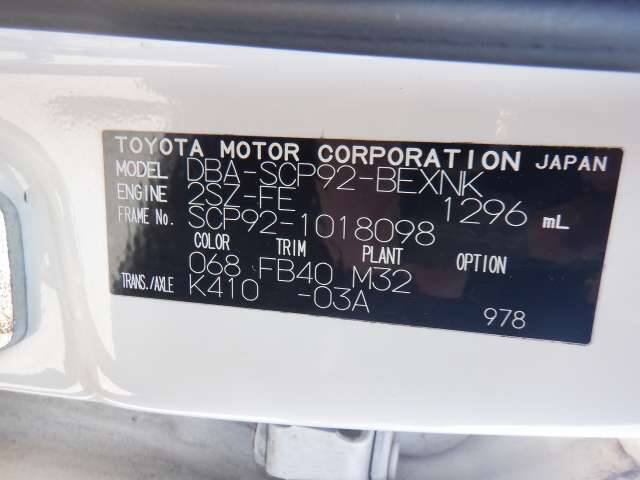 TOYOTA MOTOR CORPORATION JAPAN
MODEL DBA-SCP92-BEXNK
ENGINE 2SZ-FE 1296 mL
FRAME No. SCP92-1018098
COLOR TRIM PLANT OPTION
068 FB40 M32
TRANS./AXLE K410 -03A
978